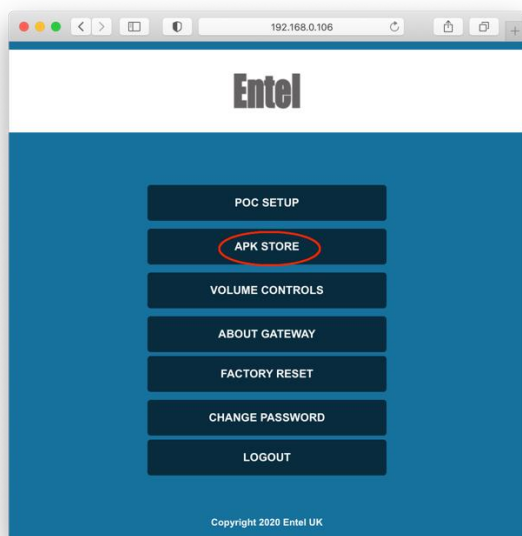 192.168.0.106
Entel
POC SETUP
APK STORE
VOLUME CONTROLS
ABOUT GATEWAY
FACTORY RESET
CHANGE PASSWORD
LOGOUT
Copyright 2020 Entel UK